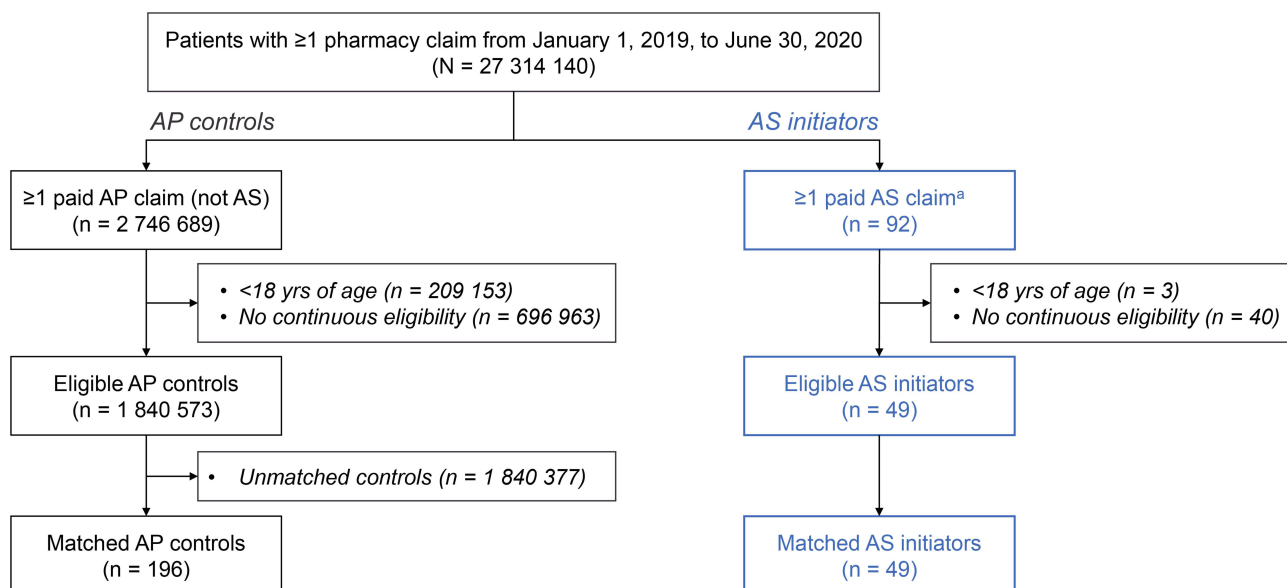 Patients with ≥1 pharmacy claim from January 1, 2019, to June 30, 2020
(N = 27 314 140)
AP controls
AS initiators
≥1 paid AP claim (not AS)
(n = 2 746 689)
≥1 paid AS claimᵃ
(n = 92)
• <18 yrs of age (n = 209 153)
• No continuous eligibility (n = 696 963)
• <18 yrs of age (n = 3)
• No continuous eligibility (n = 40)
Eligible AP controls
(n = 1 840 573)
Eligible AS initiators
(n = 49)
• Unmatched controls (n = 1 840 377)
Matched AP controls
(n = 196)
Matched AS initiators
(n = 49)